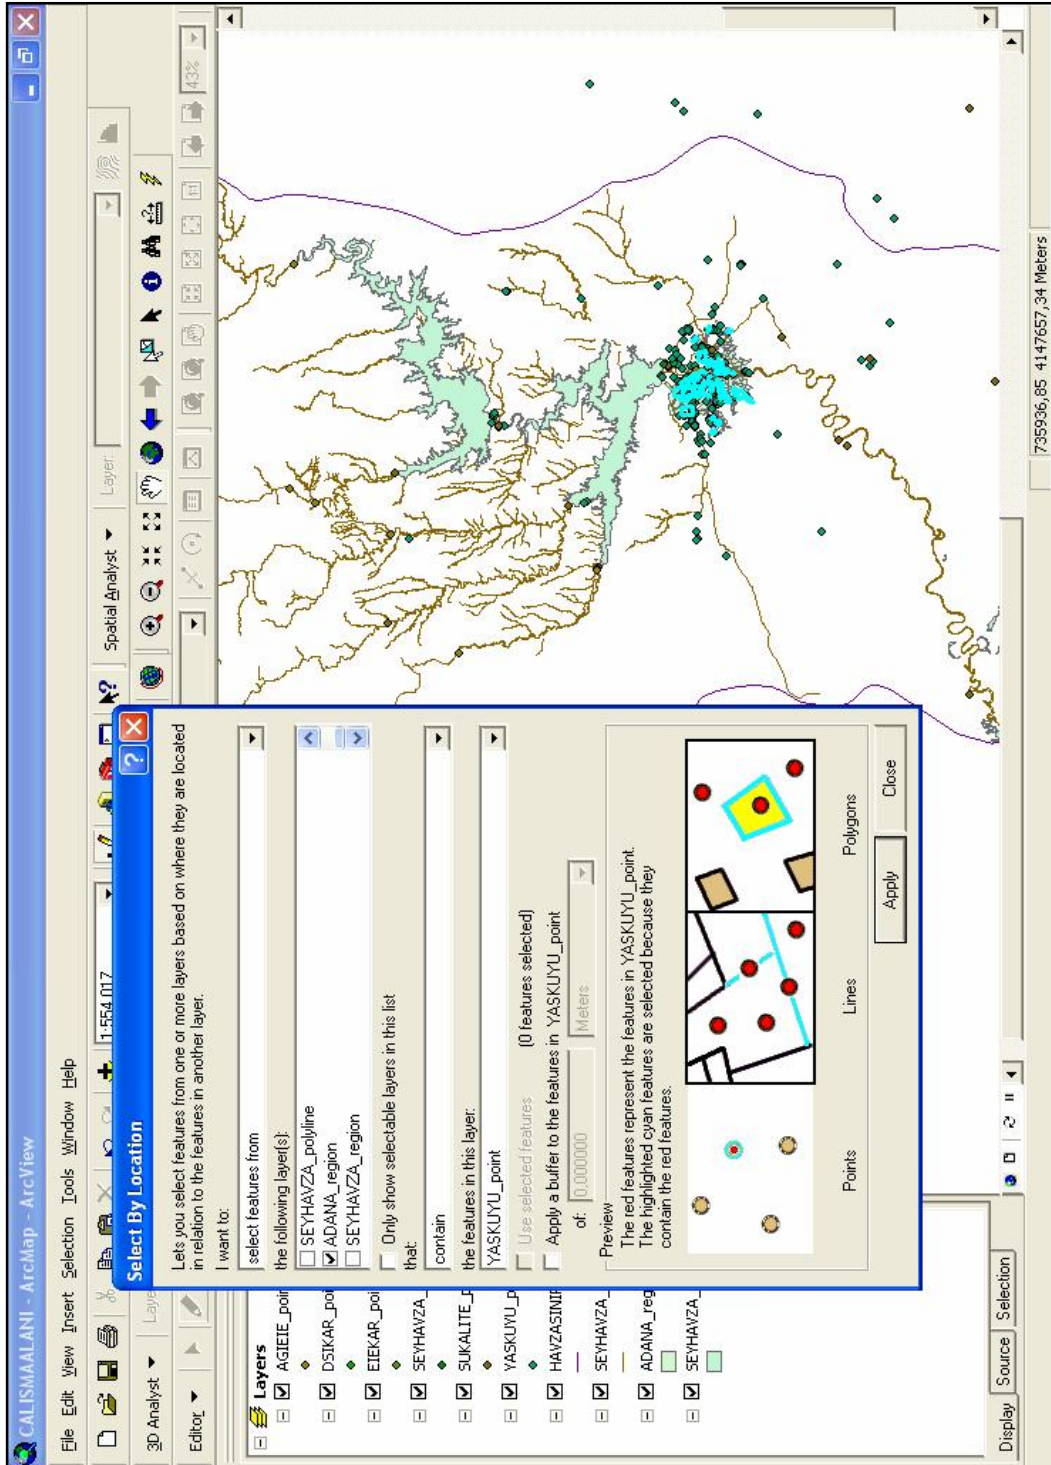 CALISMAALANI - ArcMap - ArcView
File Edit View Insert Selection Tools Window Help
1:554.017
3D Analyst
Spatial Analyst
Layer:
Editor
43%
Layers
AGIEIE_poin
DSIKAR_poi
EIEKAR_poi
SEYHAVZA_
SUKALITE_p
YASKUYU_p
HAVZASINIF
SEYHAVZA_
ADANA_reg
SEYHAVZA_
Display Source Selection
Select By Location
Lets you select features from one or more layers based on where they are located
in relation to the features in another layer.
I want to:
select features from
the following layer(s):
SEYHAVZA_polyline
ADANA_region
SEYHAVZA_region
Only show selectable layers in this list
that:
contain
the features in this layer:
YASKUYU_point
Use selected features (0 features selected)
Apply a buffer to the features in YASKUYU_point
of: 0,000000 Meters
Preview
The red features represent the features in YASKUYU_point.
The highlighted cyan features are selected because they
contain the red features.
Points Lines Polygons
Apply Close
735936,85 4147657,34 Meters